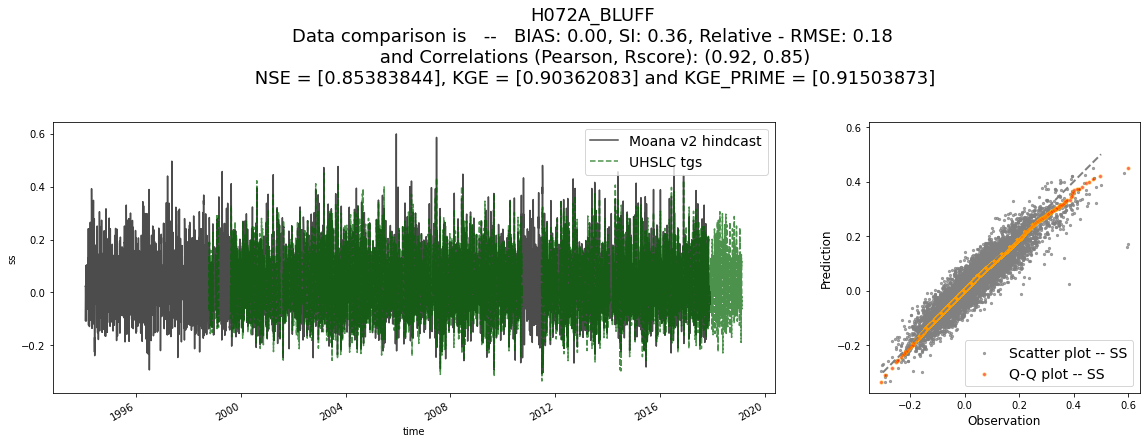 H072A_BLUFF
Data comparison is -- BIAS: 0.00, SI: 0.36, Relative - RMSE: 0.18
and Correlations (Pearson, Rscore): (0.92, 0.85)
NSE = [0.85383844], KGE = [0.90362083] and KGE_PRIME = [0.91503873]
0.6
0.4
0.2
0.0
−0.2
ss
Moana v2 hindcast
UHSLC tgs
1996
2000
2004
2008
2012
2016
2020
time
0.6
0.4
0.2
0.0
−0.2
Prediction
Scatter plot -- SS
Q-Q plot -- SS
−0.2
0.0
0.2
0.4
0.6
Observation